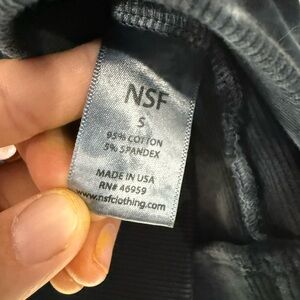 NSF
S
95% COTTON
5% SPANDEX
MADE IN USA
RN# 46959
www.nsfclothing.com